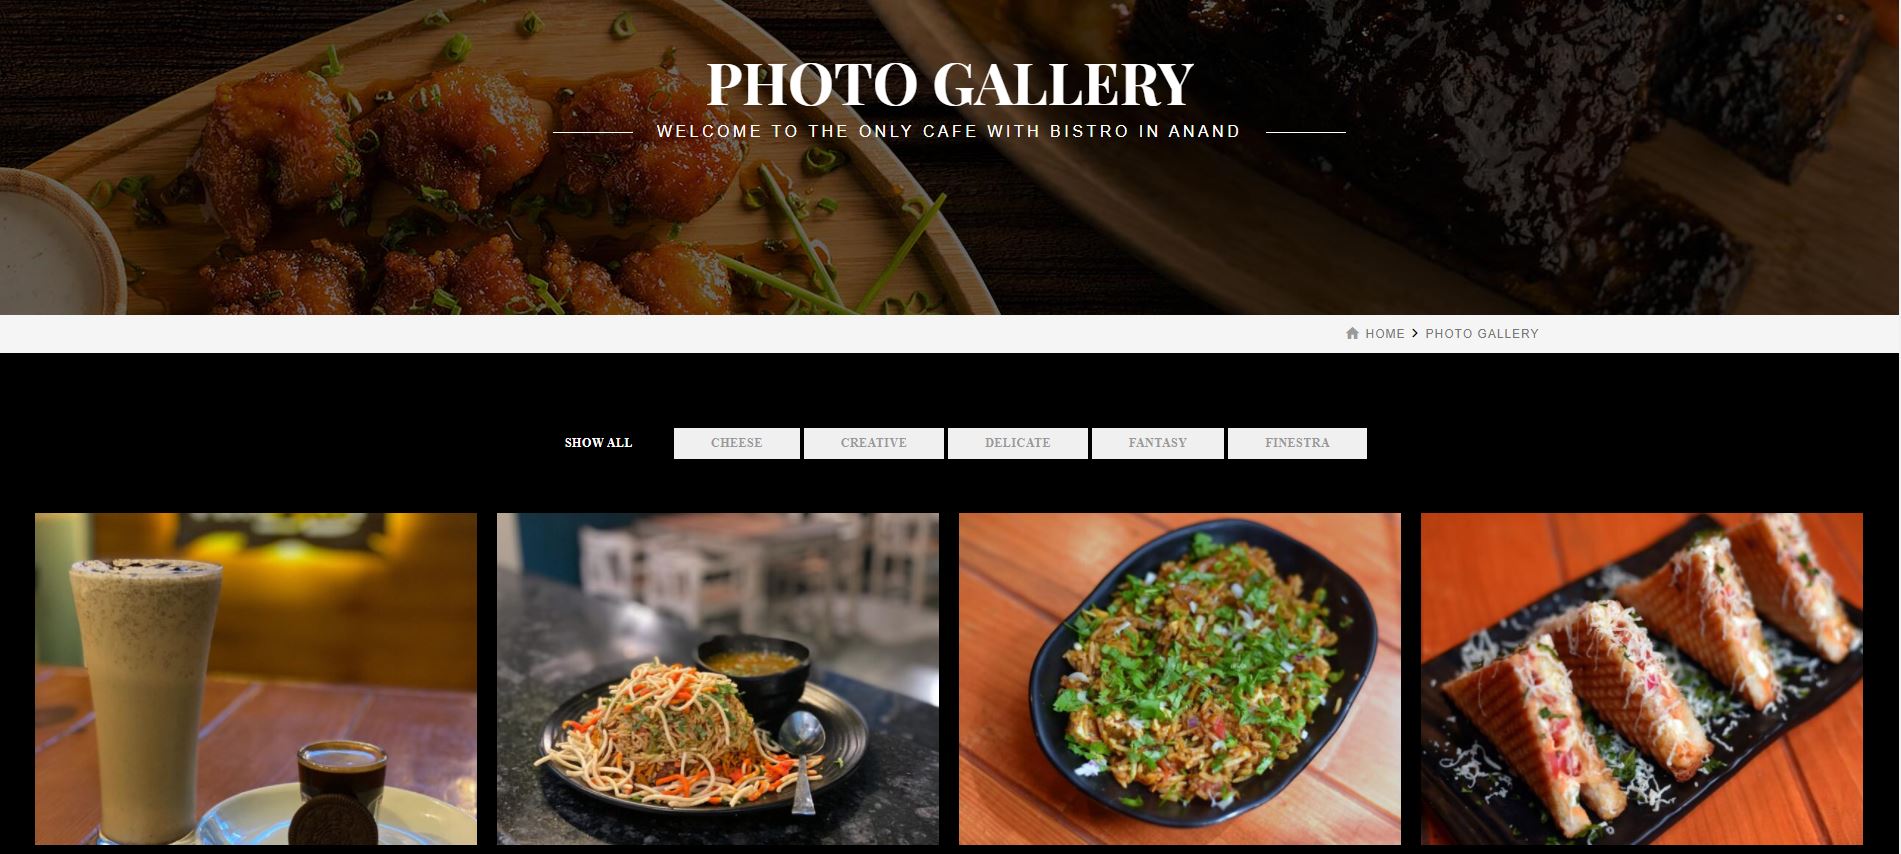 PHOTO GALLERY
WELCOME TO THE ONLY CAFE WITH BISTRO IN ANAND
HOME > PHOTO GALLERY
SHOW ALL CHEESE CREATIVE DELICATE FANTASY FINESTRA